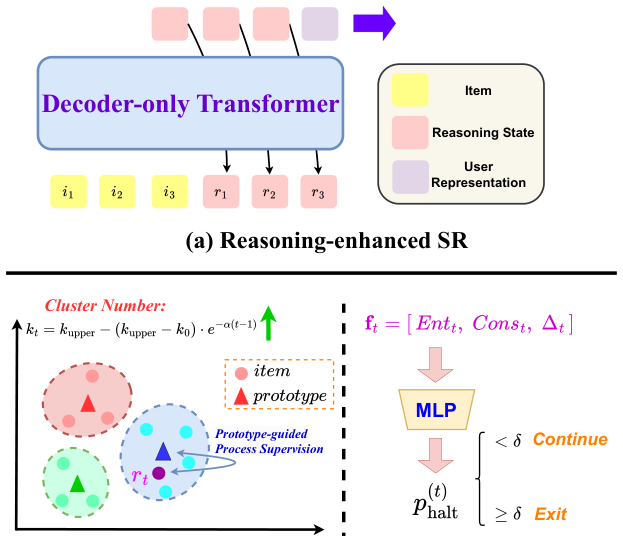 Decoder-only Transformer
Item
Reasoning State
User
Representation
i₁ i₂ i₃ r₁ r₂ r₃
(a) Reasoning-enhanced SR
Cluster Number:
k_t = k_upper − (k_upper − k₀) · e^{−α(t−1)}
item
prototype
Prototype-guided
Process Supervision
r_t
f_t = [ Ent_t, Cons_t, Δ_t ]
MLP
< δ Continue
p_halt^{(t)}
≥ δ Exit